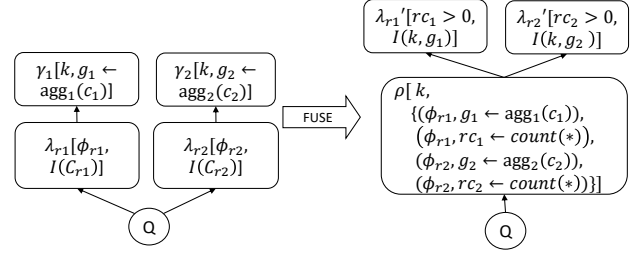 γ₁[k, g₁ ←
agg₁(c₁)]
γ₂[k, g₂ ←
agg₂(c₂)]
λᵣ₁[ϕᵣ₁,
I(Cᵣ₁)]
λᵣ₂[ϕᵣ₂,
I(Cᵣ₂)]
Q
FUSE
λᵣ₁′[rc₁ > 0,
I(k, g₁)]
λᵣ₂′[rc₂ > 0,
I(k, g₂)]
ρ[ k,
{(ϕᵣ₁, g₁ ← agg₁(c₁)),
(ϕᵣ₁, rc₁ ← count(*)),
(ϕᵣ₂, g₂ ← agg₂(c₂)),
(ϕᵣ₂, rc₂ ← count(*))}]
Q